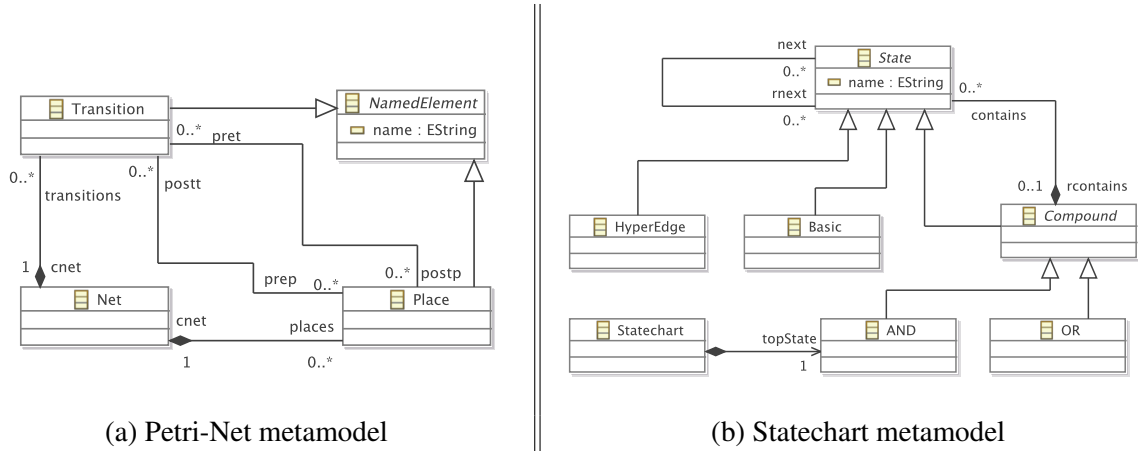 Transition
NamedElement
name : EString
0..*
pret
0..*
transitions
0..*
postt
1
cnet
prep
0..*
0..*
postp
Net
Place
cnet
places
1
0..*
(a) Petri-Net metamodel
next
0..*
rnext
0..*
State
name : EString
0..*
contains
0..1
rcontains
HyperEdge
Basic
Compound
Statechart
topState
1
AND
OR
(b) Statechart metamodel